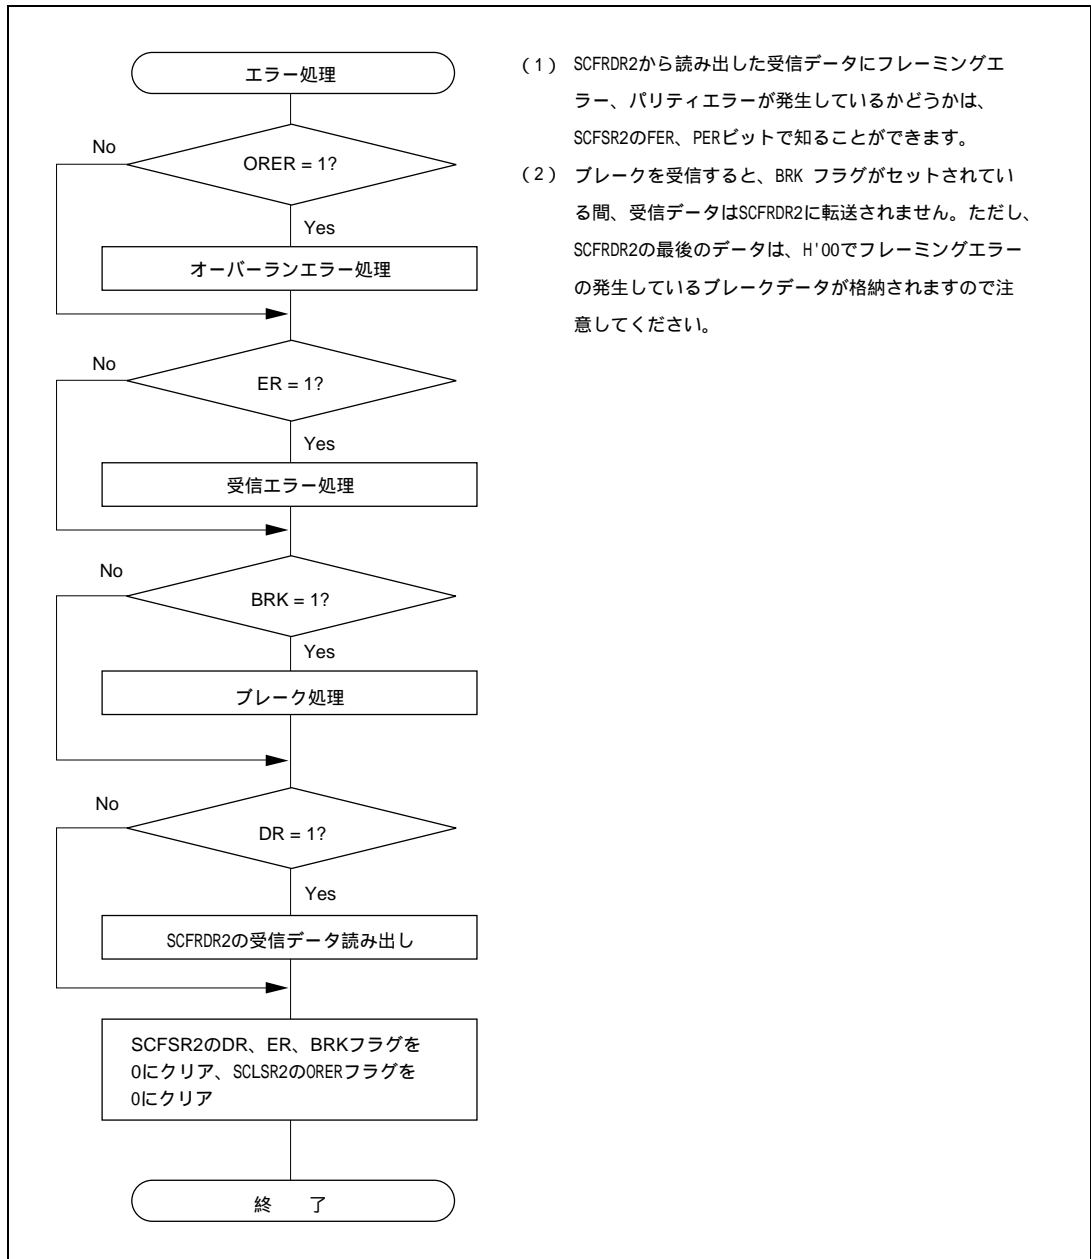 エラー処理
No
ORER = 1?
Yes
オーバーランエラー処理
No
ER = 1?
Yes
受信エラー処理
No
BRK = 1?
Yes
ブレーク処理
No
DR = 1?
Yes
SCFRDR2の受信データ読み出し
SCFSR2のDR、ER、BRKフラグを
0にクリア、SCLSR2のORERフラグを
0にクリア
終　　了
（1） SCFRDR2から読み出した受信データにフレーミングエ
ラー、パリティエラーが発生しているかどうかは、
SCFSR2のFER、PERビットで知ることができます。
（2） ブレークを受信すると、BRK フラグがセットされてい
る間、受信データはSCFRDR2に転送されません。ただし、
SCFRDR2の最後のデータは、H'00でフレーミングエラー
の発生しているブレークデータが格納されますので注
意してください。